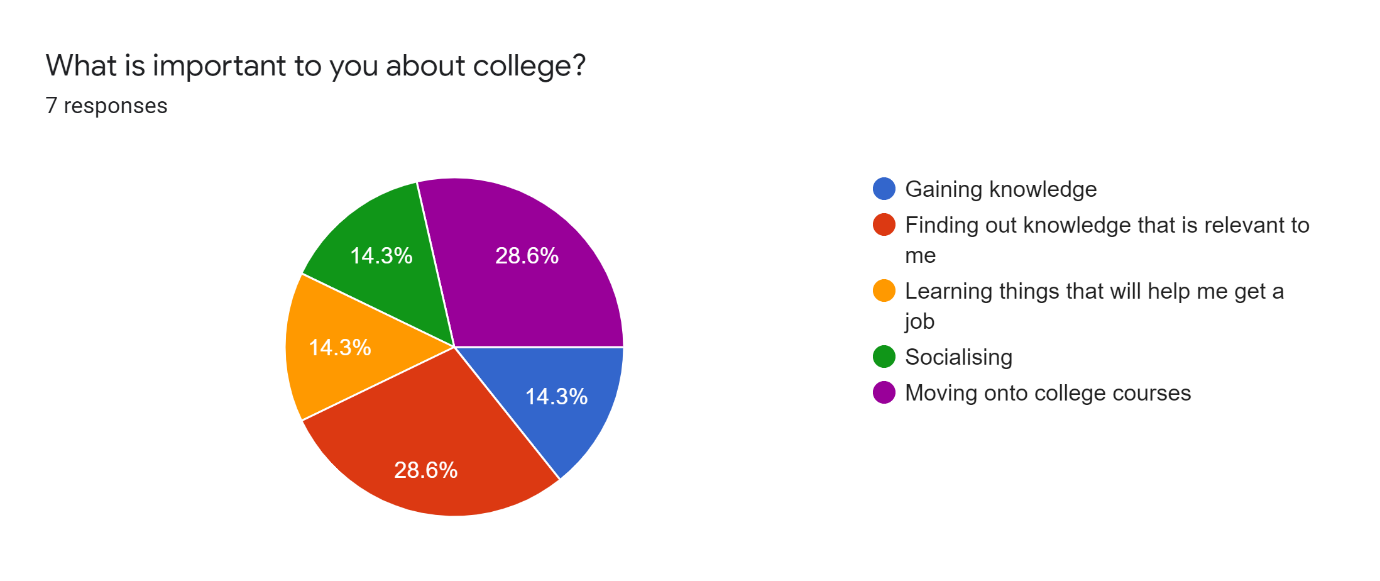 What is important to you about college?
7 responses
14.3%
28.6%
14.3%
14.3%
28.6%
Gaining knowledge
Finding out knowledge that is relevant to
me
Learning things that will help me get a
job
Socialising
Moving onto college courses